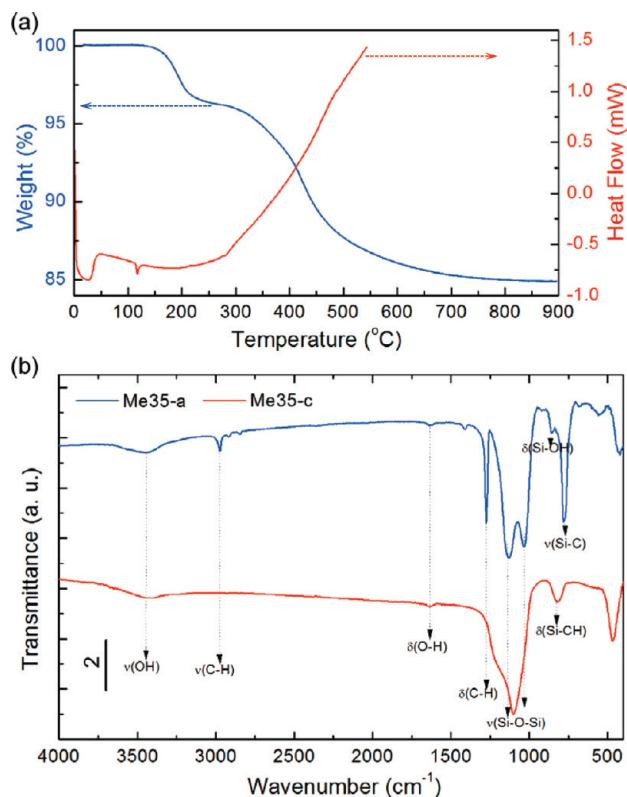 (a)
100
95
90
85
Weight (%)
1.5
1.0
0.5
0.0
-0.5
-1.0
Heat Flow (mW)
0 100 200 300 400 500 600 700 800 900
Temperature (°C)
(b)
Me35-a
Me35-c
δ(Si-OH)
ν(Si-C)
δ(Si-CH)
δ(O-H)
ν(OH)
ν(C-H)
δ(C-H)
ν(Si-O-Si)
2
Transmittance (a. u.)
4000 3500 3000 2500 2000 1500 1000 500
Wavenumber (cm⁻¹)